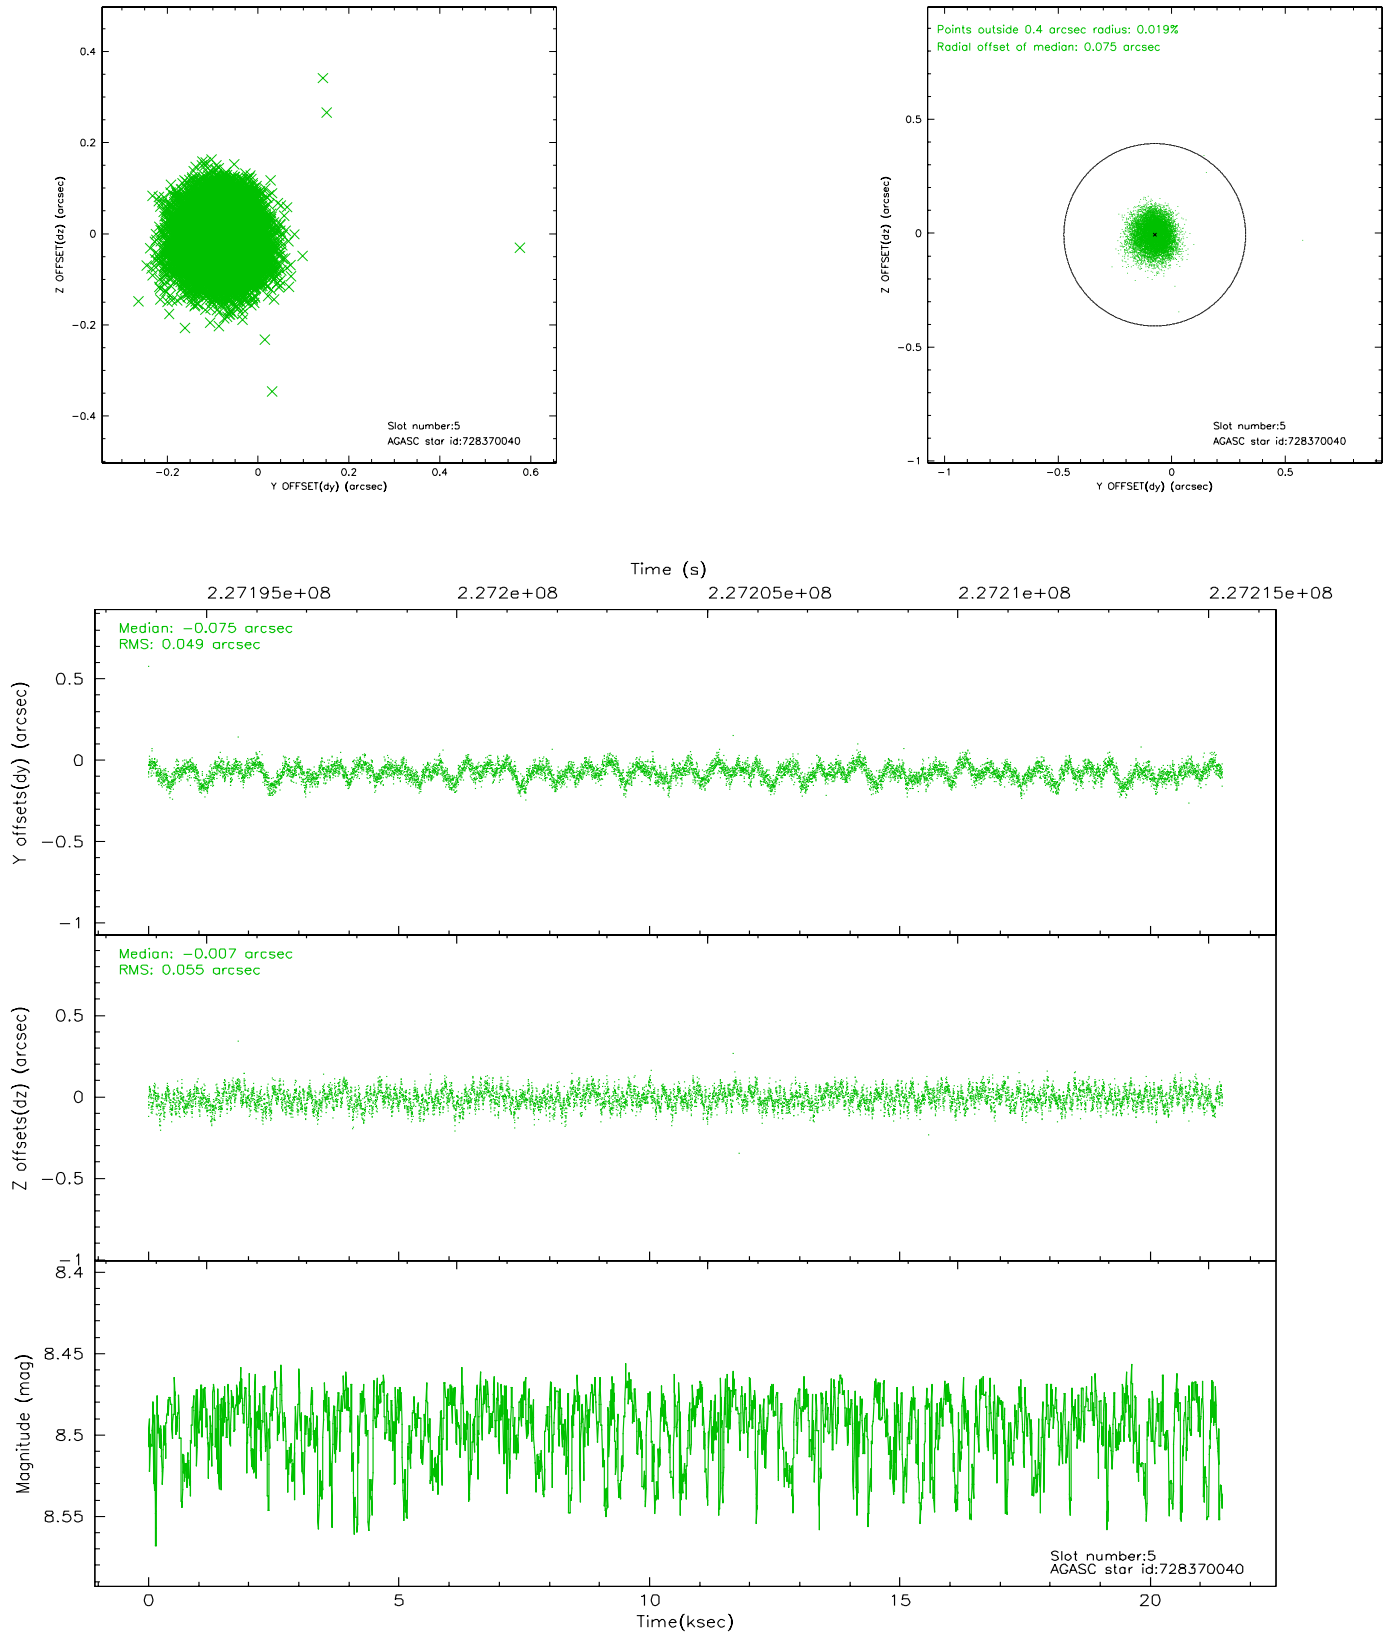 0.4
0.2
0
-0.2
-0.4
Z OFFSET(dz) (arcsec)
Slot number:5
AGASC star id:728370040
-0.2 0 0.2 0.4 0.6
Y OFFSET(dy) (arcsec)
Points outside 0.4 arcsec radius: 0.019%
Radial offset of median: 0.075 arcsec
0.5
0
-0.5
-1
Z OFFSET(dz) (arcsec)
Slot number:5
AGASC star id:728370040
-1 -0.5 0 0.5
Y OFFSET(dy) (arcsec)
Time (s)
2.27195e+08 2.272e+08 2.27205e+08 2.2721e+08 2.27215e+08
Median: -0.075 arcsec
RMS: 0.049 arcsec
0.5
0
-0.5
-1
Y offsets(dy) (arcsec)
Median: -0.007 arcsec
RMS: 0.055 arcsec
0.5
0
-0.5
-1
Z offsets(dz) (arcsec)
8.4
8.45
8.5
8.55
Magnitude (mag)
Slot number:5
AGASC star id:728370040
0 5 10 15 20
Time(ksec)